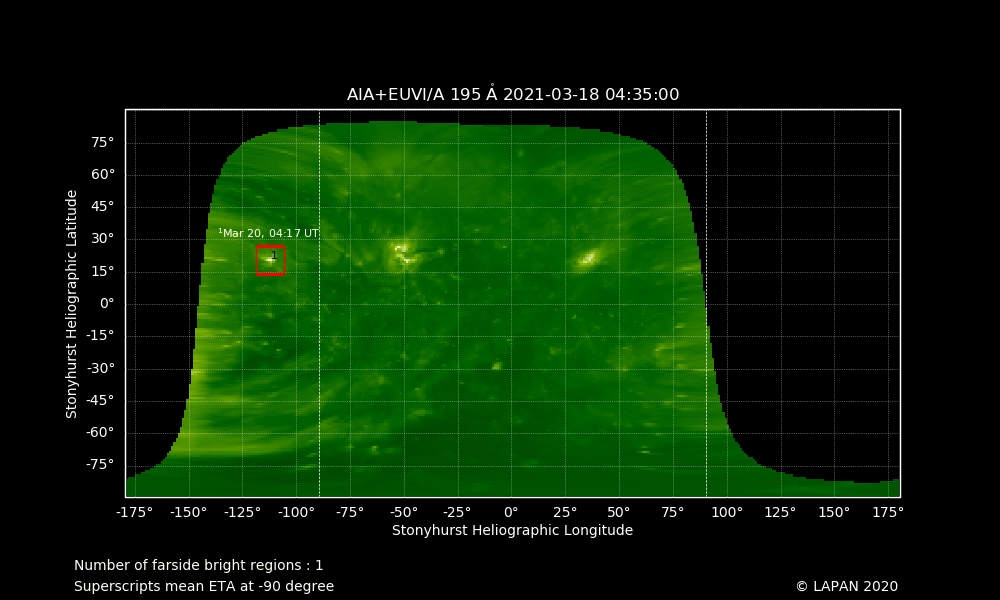 AIA+EUVI/A 195 Å 2021-03-18 04:35:00
Stonyhurst Heliographic Latitude
75°
60°
45°
30°
15°
0°
-15°
-30°
-45°
-60°
-75°
¹Mar 20, 04:17 UT
1
-175° -150° -125° -100° -75° -50° -25° 0° 25° 50° 75° 100° 125° 150° 175°
Stonyhurst Heliographic Longitude
Number of farside bright regions : 1
Superscripts mean ETA at -90 degree
© LAPAN 2020